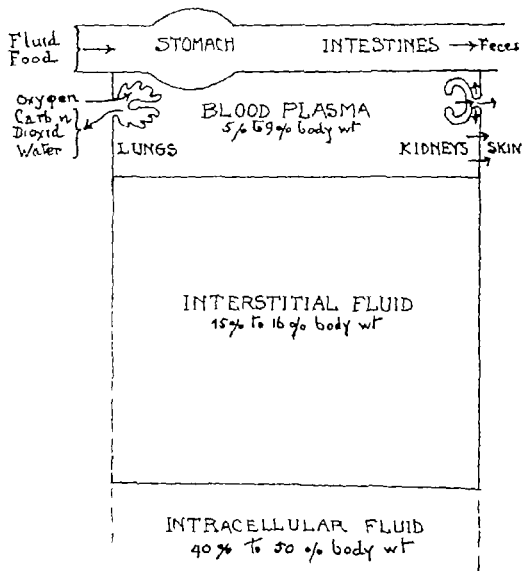 Fluid
Food
STOMACH
INTESTINES
Feces
Oxygen
Carb n
Dioxid
Water
LUNGS
BLOOD PLASMA
5% to 9% body wt
KIDNEYS
SKIN
INTERSTITIAL FLUID
15% to 16% body wt
INTRACELLULAR FLUID
40% to 50% body wt